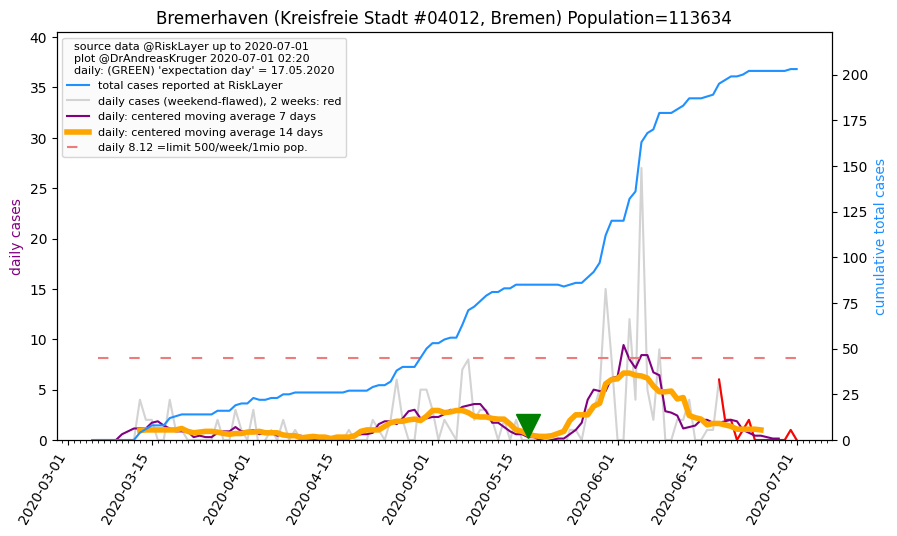 Bremerhaven (Kreisfreie Stadt #04012, Bremen) Population=113634
source data @RiskLayer up to 2020-07-01
plot @DrAndreasKruger 2020-07-01 02:20
daily: (GREEN) 'expectation day' = 17.05.2020
total cases reported at RiskLayer
daily cases (weekend-flawed), 2 weeks: red
daily: centered moving average 7 days
daily: centered moving average 14 days
daily 8.12 =limit 500/week/1mio pop.
daily cases
40
35
30
25
20
15
10
5
0
cumulative total cases
200
175
150
125
100
75
50
25
0
2020-03-01
2020-03-15
2020-04-01
2020-04-15
2020-05-01
2020-05-15
2020-06-01
2020-06-15
2020-07-01